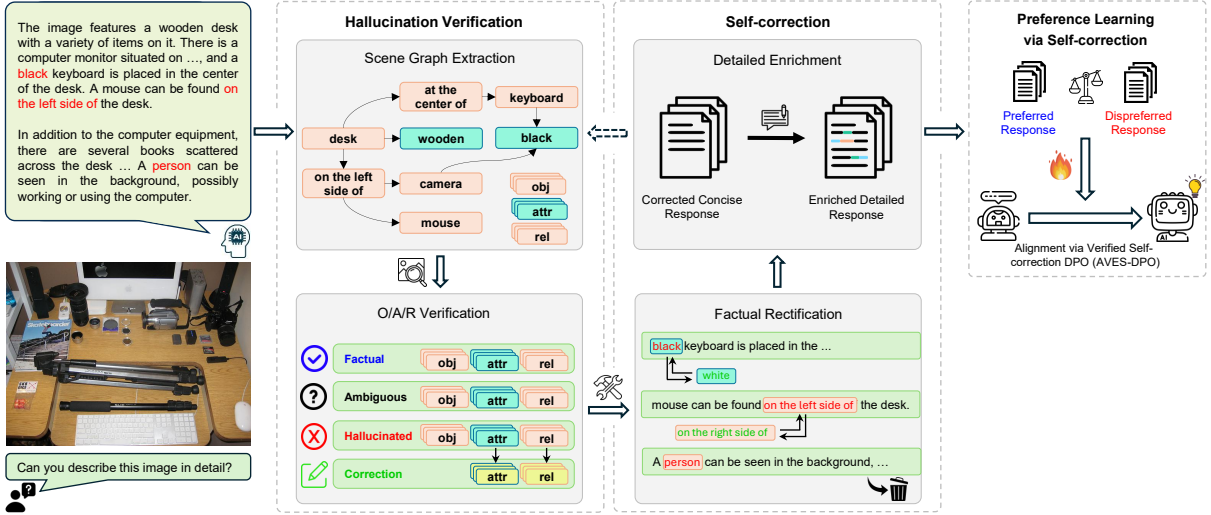 The image features a wooden desk
with a variety of items on it. There is a
computer monitor situated on …, and a
black keyboard is placed in the center
of the desk. A mouse can be found on
the left side of the desk.
In addition to the computer equipment,
there are several books scattered
across the desk … A person can be
seen in the background, possibly
working or using the computer.
AI
Can you describe this image in detail?
?
Hallucination Verification
Scene Graph Extraction
at the
center of
keyboard
desk
wooden
black
on the left
side of
camera
mouse
obj
attr
rel
O/A/R Verification
Factual
obj
attr
rel
?
Ambiguous
obj
attr
rel
X
Hallucinated
obj
attr
rel
Correction
attr
rel
Self-correction
Detailed Enrichment
Corrected Concise
Response
Enriched Detailed
Response
Factual Rectification
black keyboard is placed in the ...
white
mouse can be found on the left side of the desk.
on the right side of
A person can be seen in the background, …
Preference Learning
via Self-correction
Preferred
Response
Dispreferred
Response
AI
Alignment via Verified Self-
correction DPO (AVES-DPO)